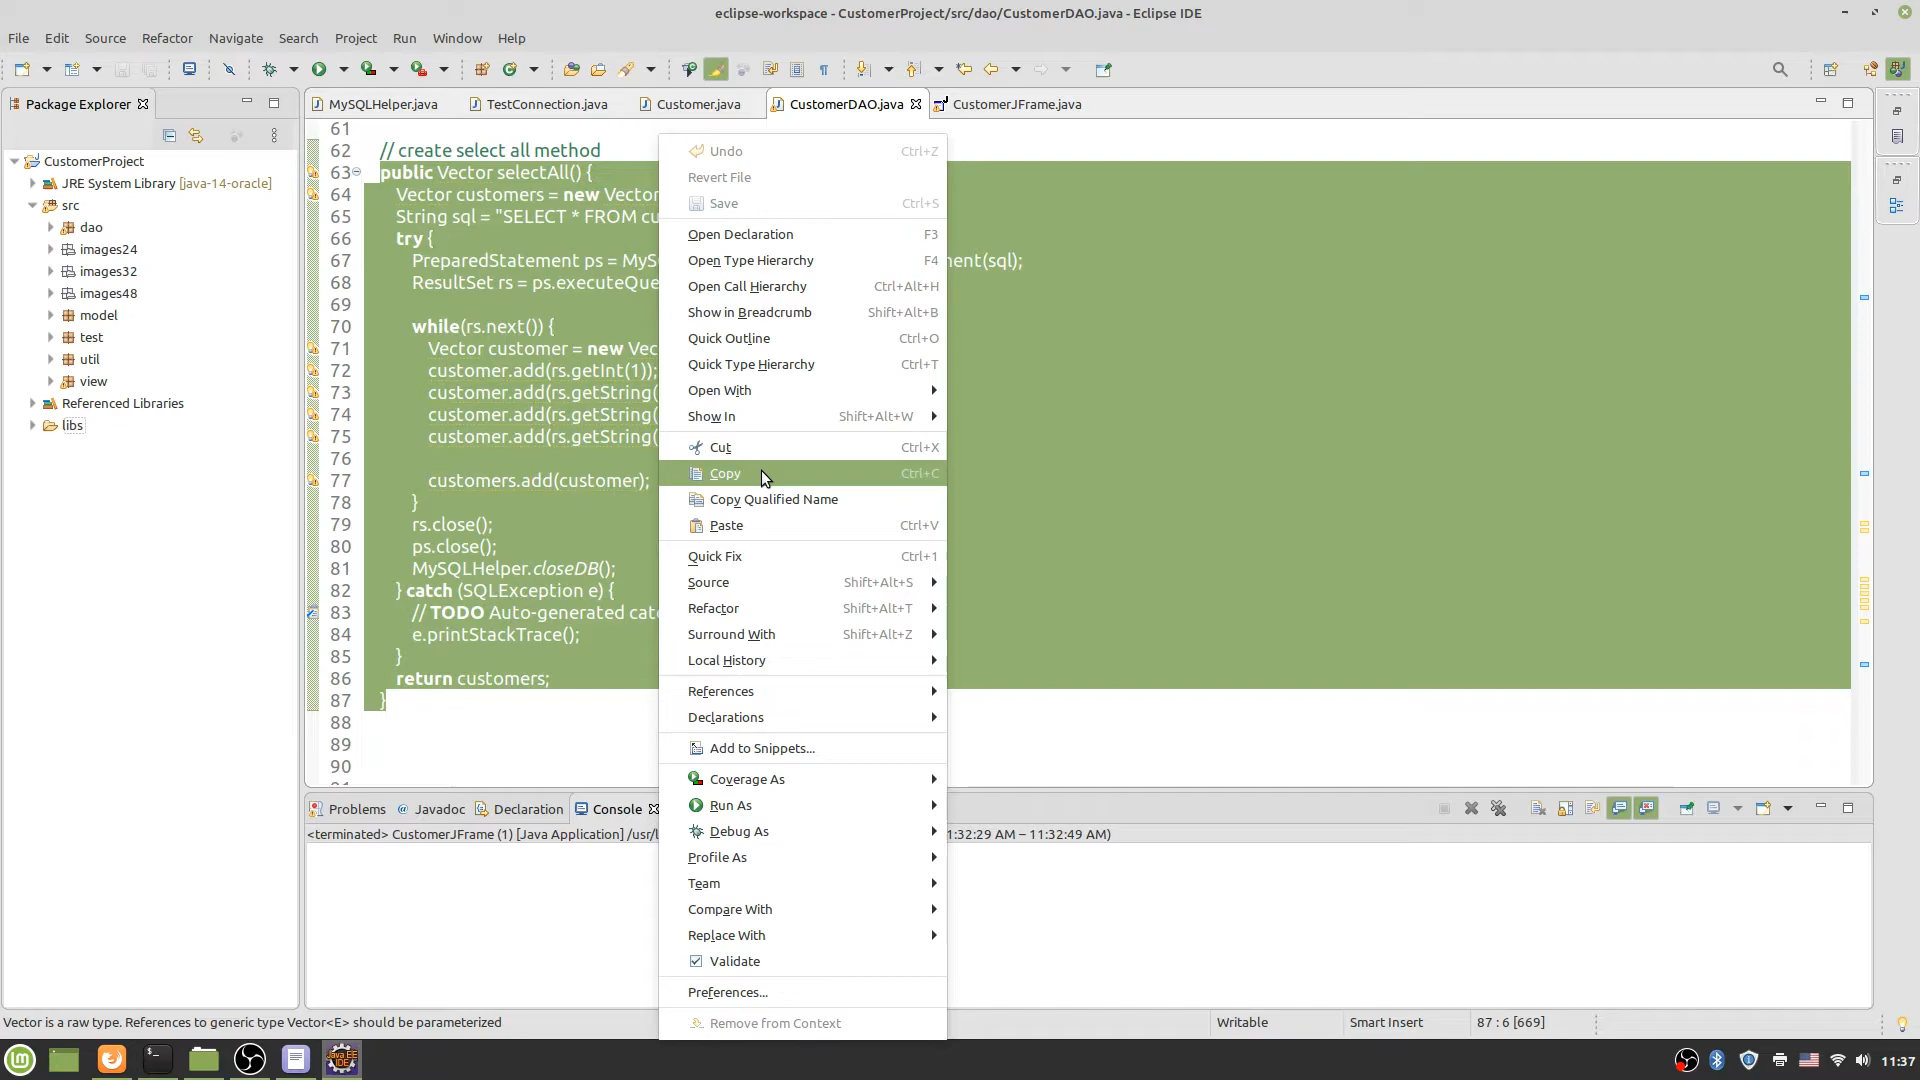 eclipse-workspace - CustomerProject/src/dao/CustomerDAO.java - Eclipse IDE
File Edit Source Refactor Navigate Search Project Run Window Help
Package Explorer
MySQLHelper.java TestConnection.java Customer.java CustomerDAO.java CustomerJFrame.java
CustomerProject
JRE System Library [java-14-oracle]
src
dao
images24
images32
images48
model
test
util
view
Referenced Libraries
libs
61
62 // create select all method
63 public Vector selectAll() {
64 Vector customers = new Vector
65 String sql = "SELECT * FROM cu
66 try {
67 PreparedStatement ps = MyS ent(sql);
68 ResultSet rs = ps.executeQue
69
70 while(rs.next()) {
71 Vector customer = new Vec
72 customer.add(rs.getInt(1));
73 customer.add(rs.getString(
74 customer.add(rs.getString(
75 customer.add(rs.getString(
76
77 customers.add(customer);
78 }
79 rs.close();
80 ps.close();
81 MySQLHelper.closeDB();
82 } catch (SQLException e) {
83 // TODO Auto-generated catc
84 e.printStackTrace();
85 }
86 return customers;
87 }
88
89
90
Undo Ctrl+Z
Revert File
Save Ctrl+S
Open Declaration F3
Open Type Hierarchy F4
Open Call Hierarchy Ctrl+Alt+H
Show in Breadcrumb Shift+Alt+B
Quick Outline Ctrl+O
Quick Type Hierarchy Ctrl+T
Open With
Show In Shift+Alt+W
Cut Ctrl+X
Copy Ctrl+C
Copy Qualified Name
Paste Ctrl+V
Quick Fix Ctrl+1
Source Shift+Alt+S
Refactor Shift+Alt+T
Surround With Shift+Alt+Z
Local History
References
Declarations
Add to Snippets...
Coverage As
Run As
Debug As
Profile As
Team
Compare With
Replace With
Validate
Preferences...
Remove from Context
Problems @ Javadoc Declaration Console
<terminated> CustomerJFrame (1) [Java Application] /usr/l 1:32:29 AM – 11:32:49 AM)
Vector is a raw type. References to generic type Vector<E> should be parameterized Writable Smart Insert 87 : 6 [669]
Java EE IDE
11:37